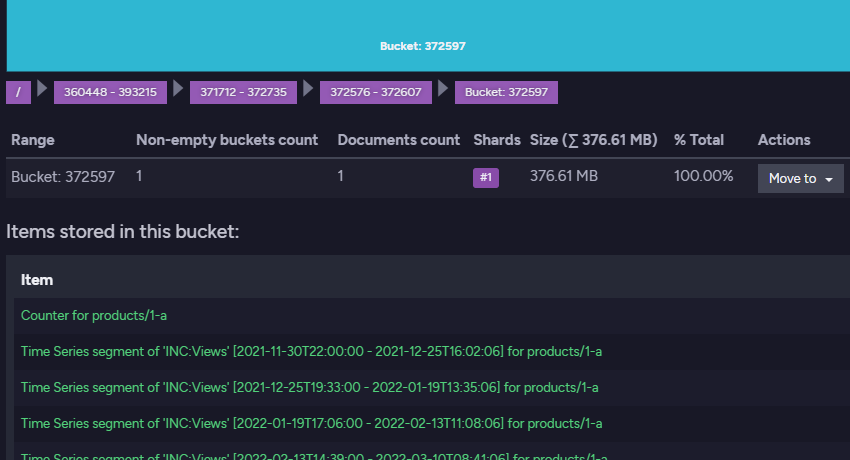 Bucket: 372597
/ 360448 - 393215 371712 - 372735 372576 - 372607 Bucket: 372597
Range Non-empty buckets count Documents count Shards Size (∑ 376.61 MB) % Total Actions
Bucket: 372597 1 1 #1 376.61 MB 100.00% Move to
Items stored in this bucket:
Item
Counter for products/1-a
Time Series segment of 'INC:Views' [2021-11-30T22:00:00 - 2021-12-25T16:02:06] for products/1-a
Time Series segment of 'INC:Views' [2021-12-25T19:33:00 - 2022-01-19T13:35:06] for products/1-a
Time Series segment of 'INC:Views' [2022-01-19T17:06:00 - 2022-02-13T11:08:06] for products/1-a
Time Series segment of 'INC:Views' [2022-02-13T14:39:00 - 2022-03-10T08:41:06] for products/1-a